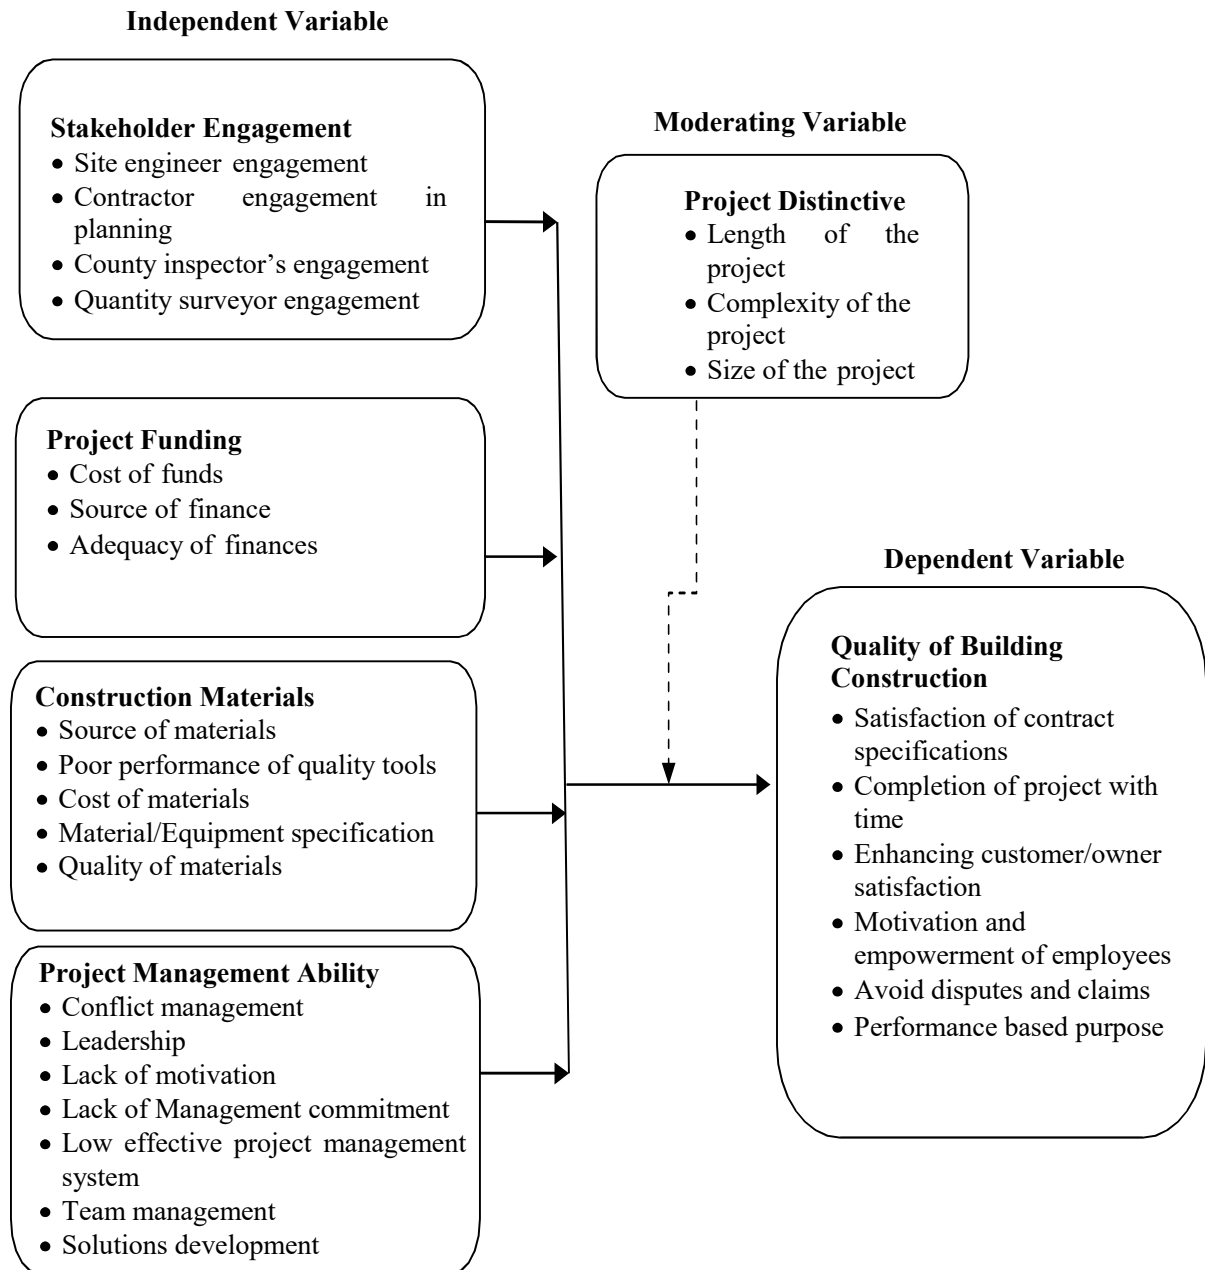 Independent Variable
Stakeholder Engagement
• Site engineer engagement
• Contractor engagement in
planning
• County inspector’s engagement
• Quantity surveyor engagement
Project Funding
• Cost of funds
• Source of finance
• Adequacy of finances
Construction Materials
• Source of materials
• Poor performance of quality tools
• Cost of materials
• Material/Equipment specification
• Quality of materials
Project Management Ability
• Conflict management
• Leadership
• Lack of motivation
• Lack of Management commitment
• Low effective project management
system
• Team management
• Solutions development
Moderating Variable
Project Distinctive
• Length of the
project
• Complexity of the
project
• Size of the project
Dependent Variable
Quality of Building
Construction
• Satisfaction of contract
specifications
• Completion of project with
time
• Enhancing customer/owner
satisfaction
• Motivation and
empowerment of employees
• Avoid disputes and claims
• Performance based purpose